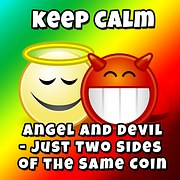 KEEP CALM
ANGEL AND DEVIL
- JUST TWO SIDES
OF THE SAME COIN